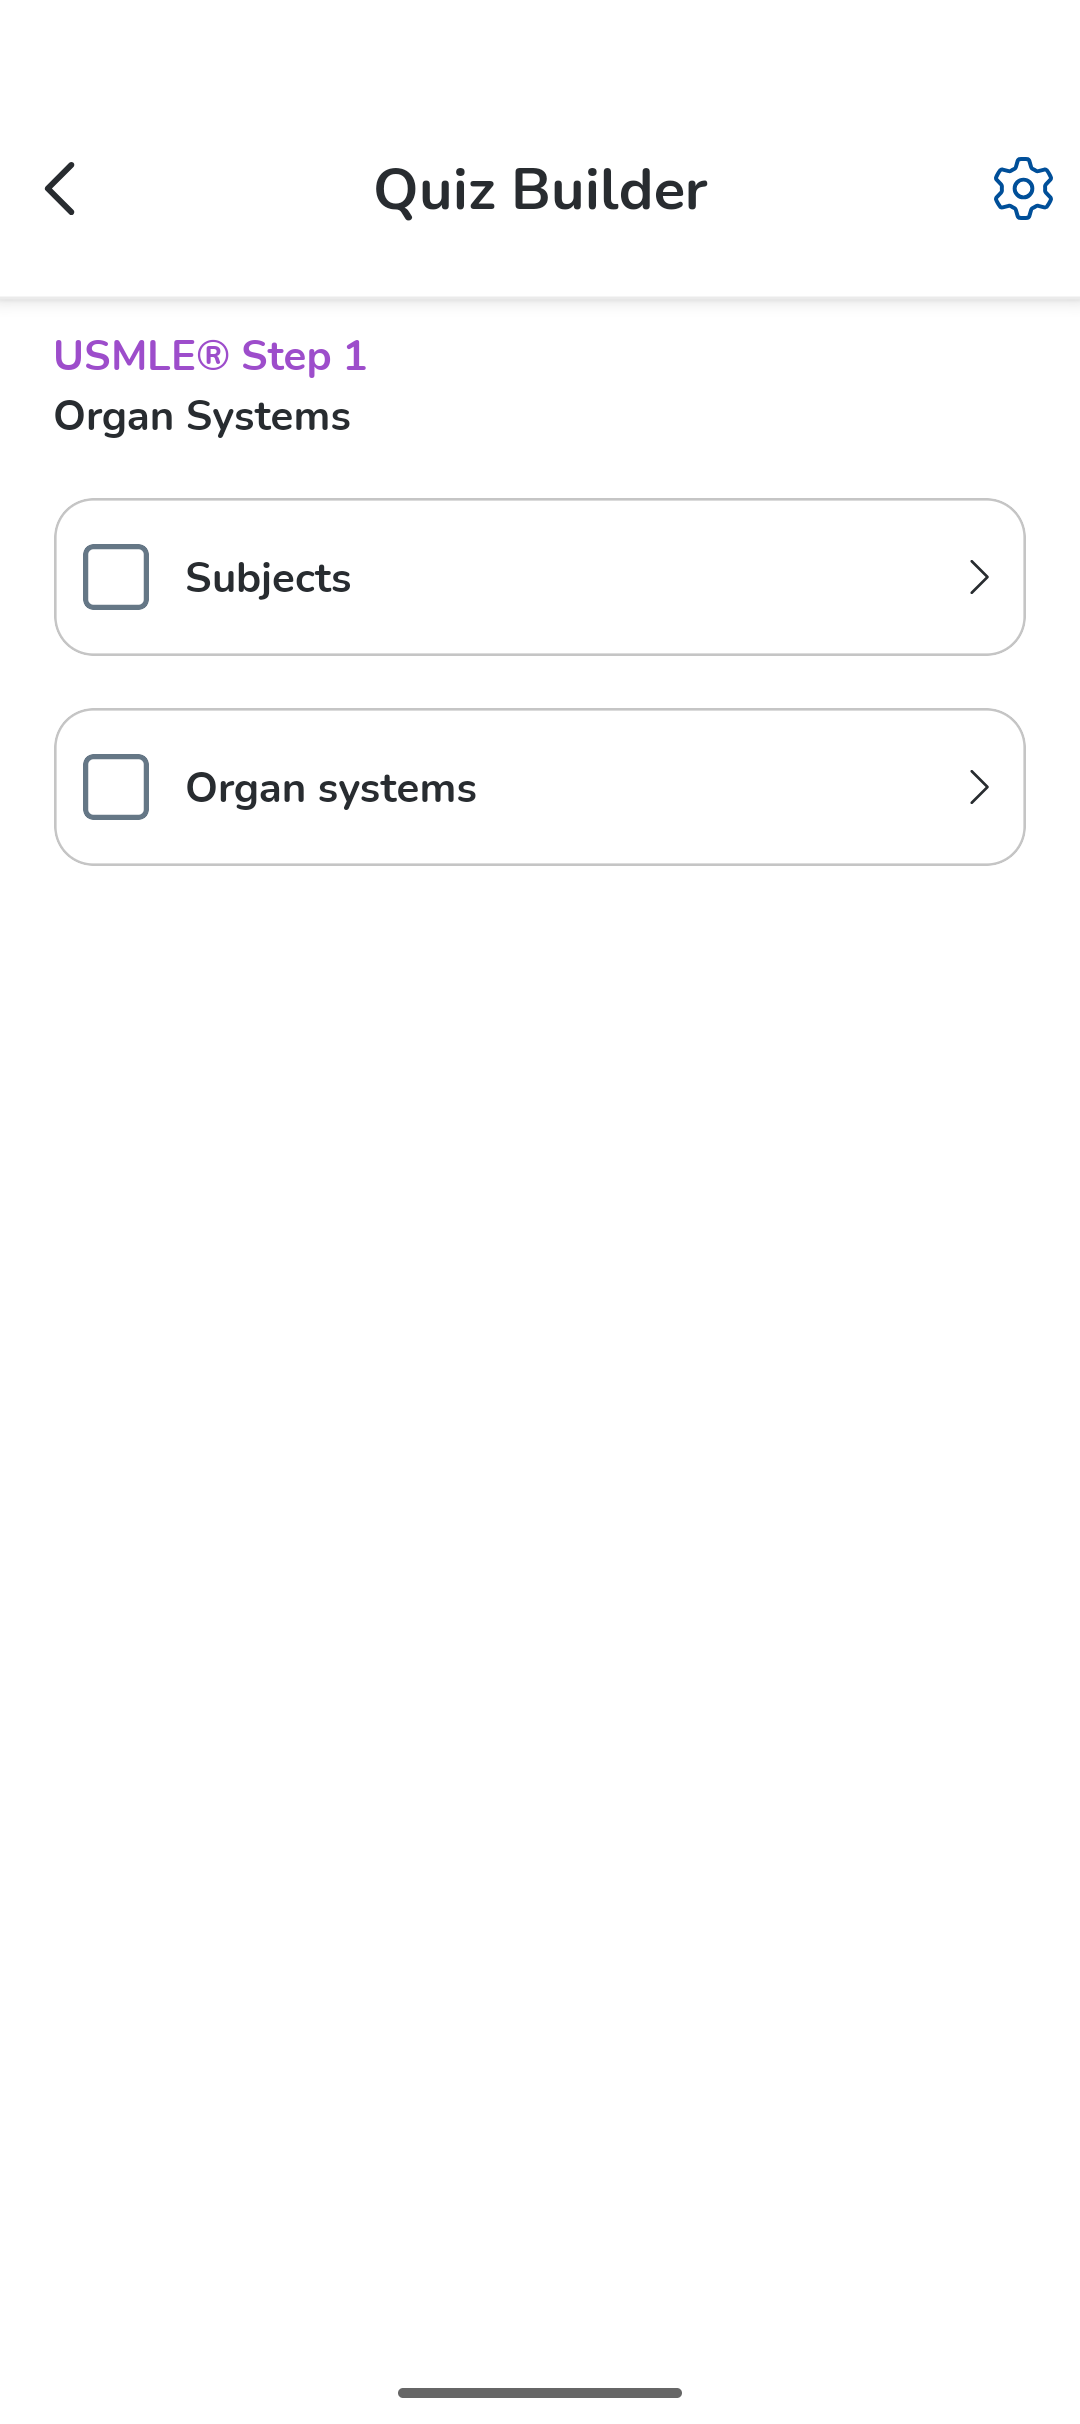 Quiz Builder
USMLE® Step 1
Organ Systems
Subjects
Organ systems